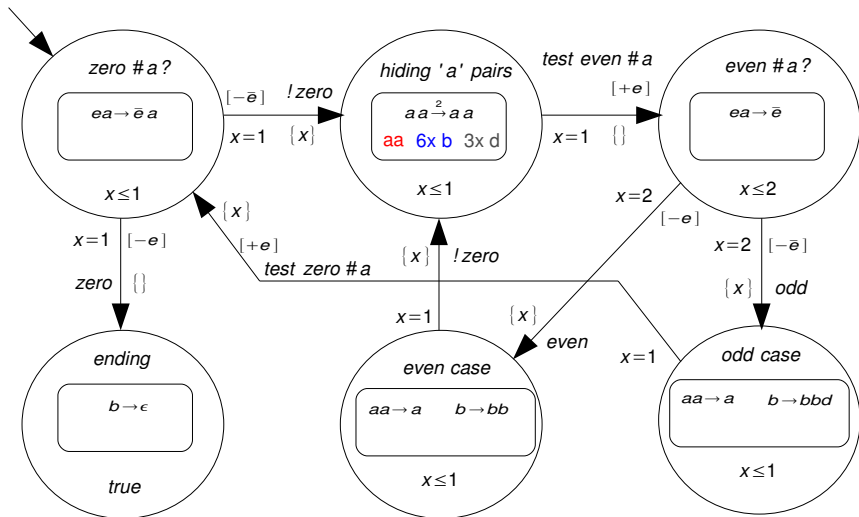 zero # a ?
ea → ē a
x ≤ 1
[−ē]
! zero
x=1
{x}
hiding ' a ' pairs
a a →² a a
aa 6x b 3x d
x ≤ 1
test even # a
[+e]
x=1
{}
even # a ?
ea → ē
x ≤ 2
x=1
[−e]
zero
{}
{x}
[+e]
test zero # a
{x}
! zero
x=1
x=2
[−e]
{x}
even
x=2
[−ē]
{x}
odd
x=1
ending
b → ϵ
true
even case
aa → a b → bb
x ≤ 1
odd case
aa → a b → bbd
x ≤ 1